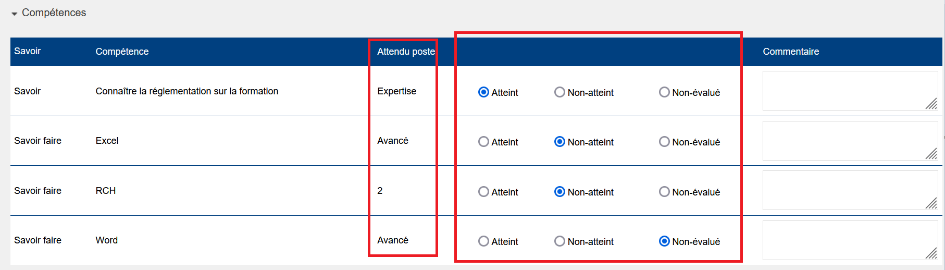 Compétences
Savoir Compétence Attendu poste Commentaire
Savoir Connaître la réglementation sur la formation Expertise Atteint Non-atteint Non-évalué
Savoir faire Excel Avancé Atteint Non-atteint Non-évalué
Savoir faire RCH 2 Atteint Non-atteint Non-évalué
Savoir faire Word Avancé Atteint Non-atteint Non-évalué